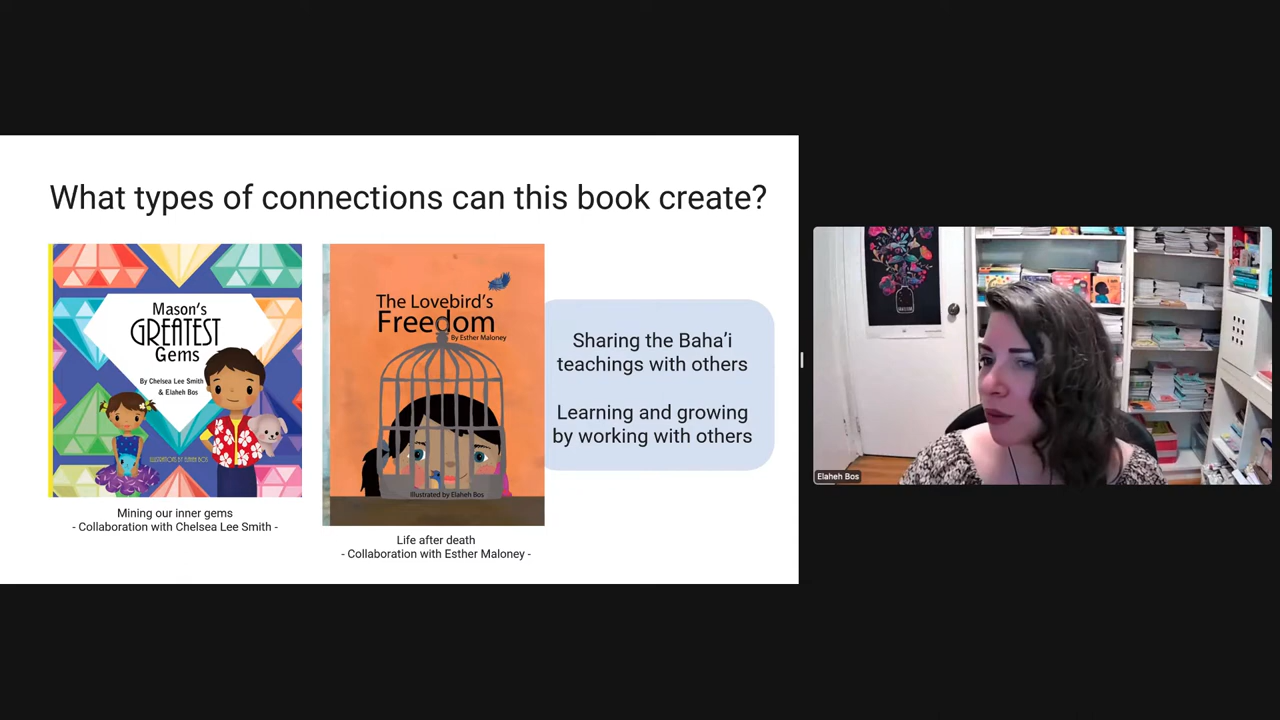 What types of connections can this book create?
Mason's
GREATEST
Gems
By Chelsea Lee Smith
& Elaheh Bos
ILLUSTRATIONS BY ELAHEH BOS
Mining our inner gems
- Collaboration with Chelsea Lee Smith -
The Lovebird's
Freedom
By Esther Maloney
Illustrated by Elaheh Bos
Life after death
- Collaboration with Esther Maloney -
Sharing the Baha'i
teachings with others
Learning and growing
by working with others
Elaheh Bos